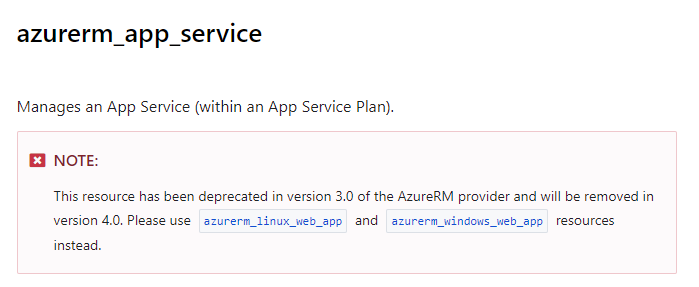 azurerm_app_service
Manages an App Service (within an App Service Plan).
NOTE:
This resource has been deprecated in version 3.0 of the AzureRM provider and will be removed in
version 4.0. Please use azurerm_linux_web_app and azurerm_windows_web_app resources
instead.